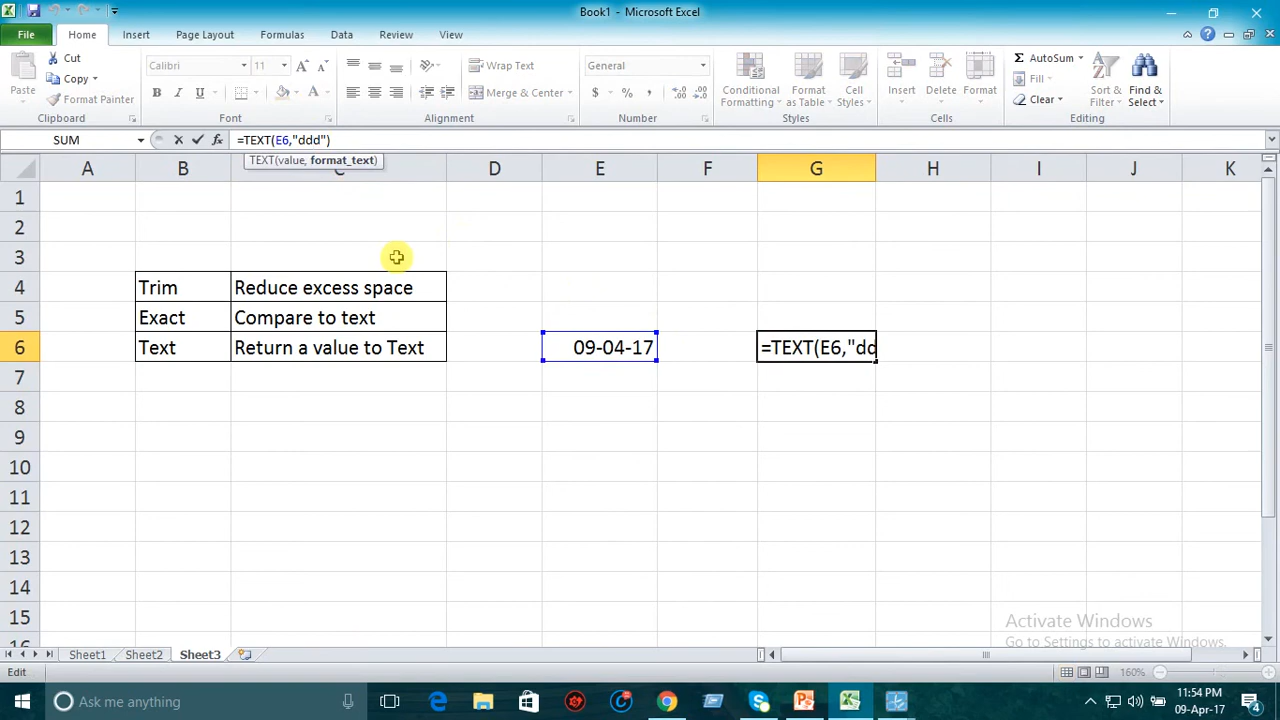 Book1 - Microsoft Excel
File Home Insert Page Layout Formulas Data Review View
Paste
Cut
Copy
Format Painter
Clipboard
Calibri 11
B I U
A
Font
Wrap Text
Merge & Center
Alignment
General
$ % ,
Number
Conditional Formatting
Format as Table
Cell Styles
Styles
Insert
Delete
Format
Cells
Σ AutoSum
Fill
Clear
Sort & Filter
Find & Select
Editing
SUM fx =TEXT(E6,"ddd")
TEXT(value, format_text)
A B C D E F G H I J K
1
2
3
4 Trim Reduce excess space
5 Exact Compare to text
6 Text Return a value to Text 09-04-17 =TEXT(E6,"dd
7
8
9
10
11
12
13
14
15
16
Activate Windows
Go to Settings to activate Windows.
Sheet1 Sheet2 Sheet3
Edit 160%
Ask me anything
11:54 PM
09-Apr-17
4